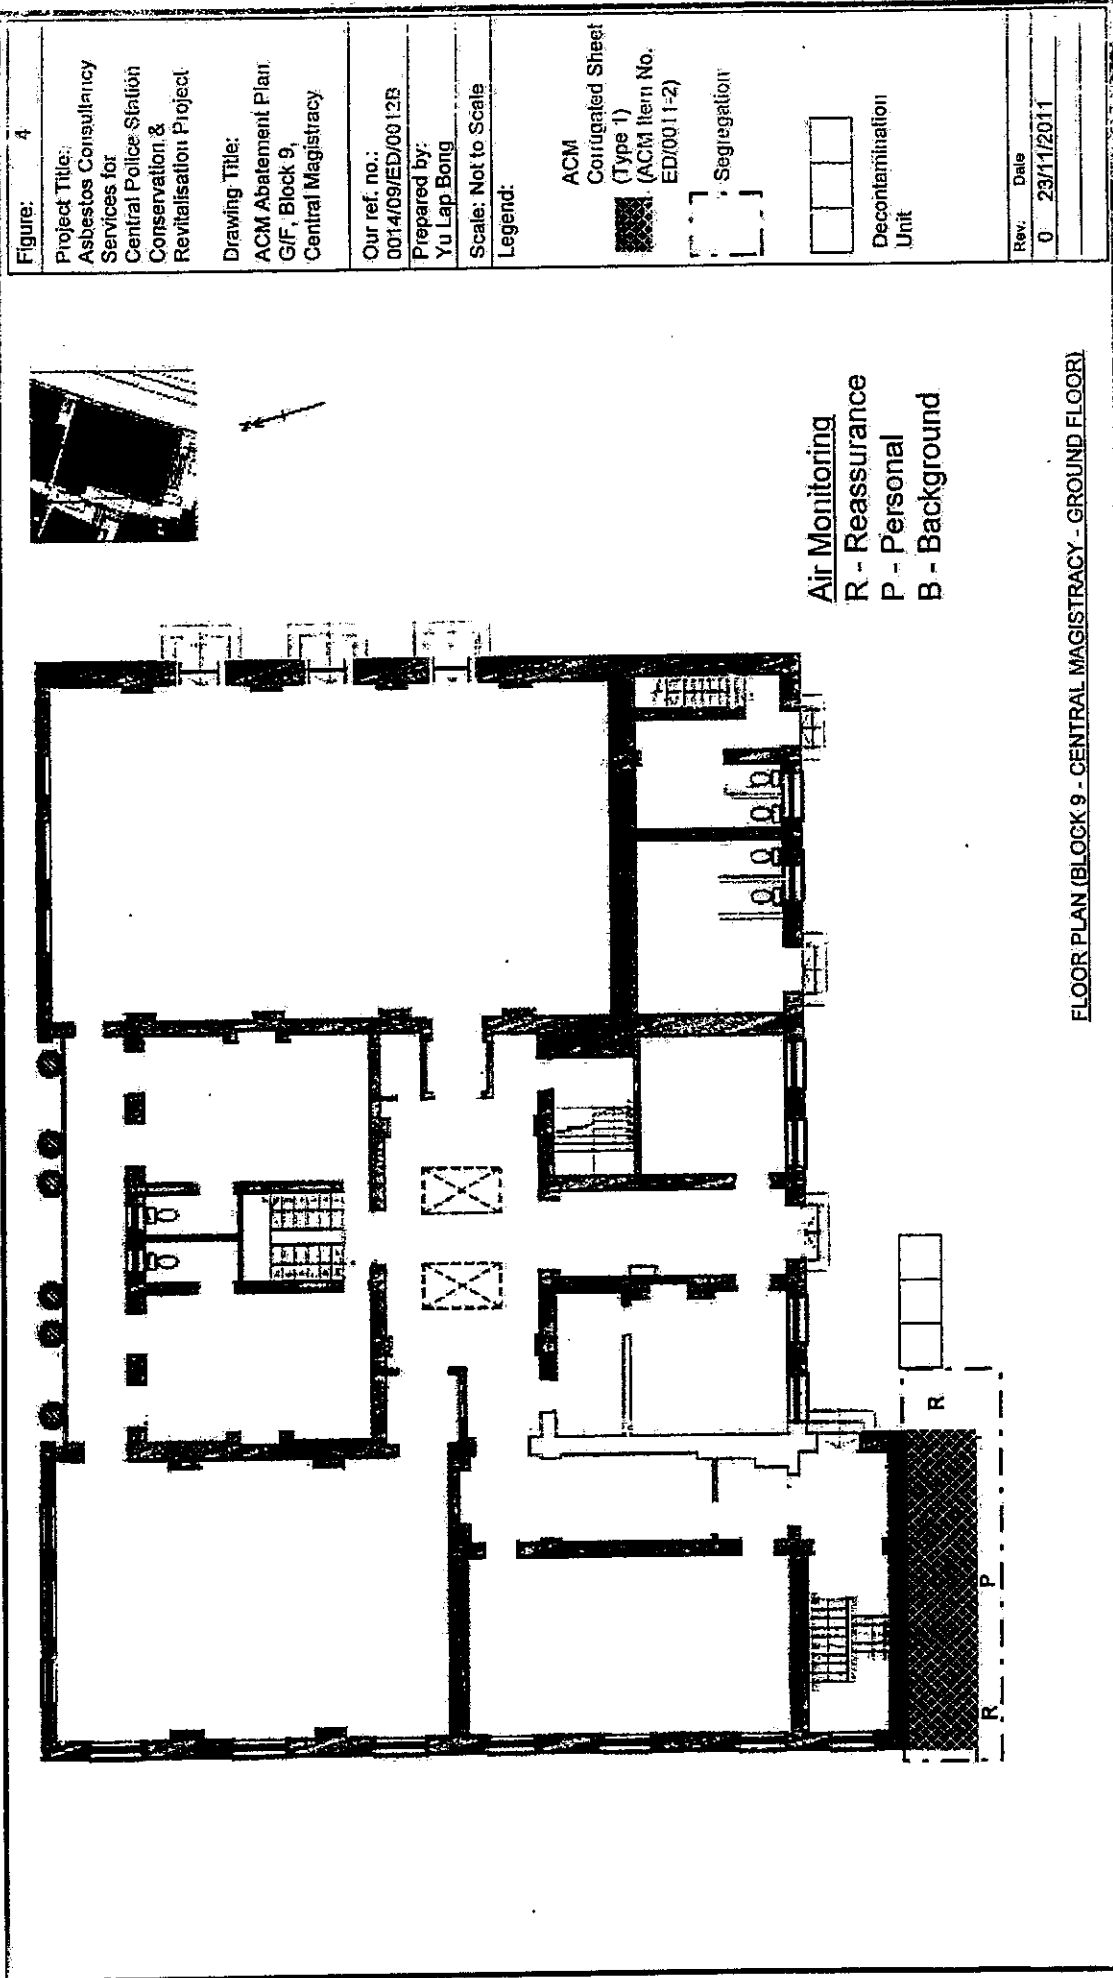 Figure: 4
Project Title:
Asbestos Consultancy
Services for
Central Police Station
Conservation &
Revitalisation Project
Drawing Title:
ACM Abatement Plan
G/F, Block 9,
Central Magistracy
Our ref. no.:
0014/09/ED/0012B
Prepared by:
Yu Lap Bong
Scale: Not to Scale
Legend:
ACM
Corrugated Sheet
(Type 1)
(ACM Item No.
ED/0011-2)
Segregation
Decontamination
Unit
Rev. Date
0 23/11/2011
Air Monitoring
R - Reassurance
P - Personal
B - Background
R
P
R
FLOOR PLAN (BLOCK 9 - CENTRAL MAGISTRACY - GROUND FLOOR)